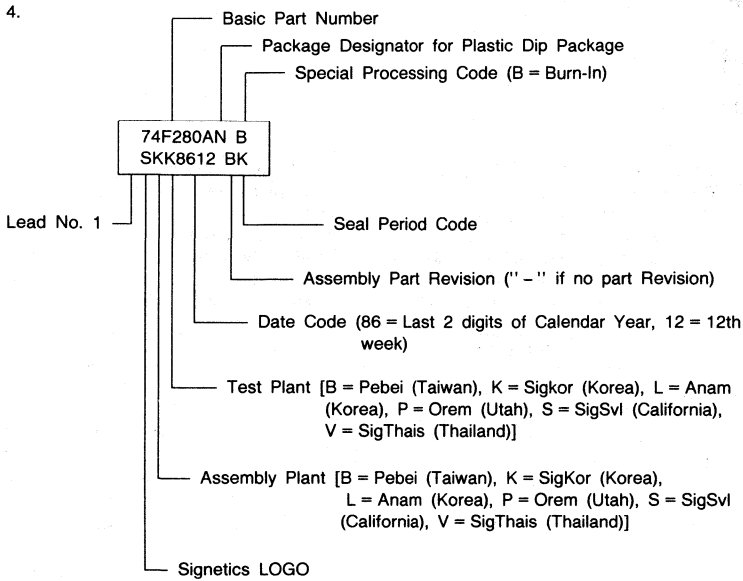 4.
Basic Part Number
Package Designator for Plastic Dip Package
Special Processing Code (B = Burn-In)
74F280AN B
SKK8612 BK
Lead No. 1
Seal Period Code
Assembly Part Revision ("–" if no part Revision)
Date Code (86 = Last 2 digits of Calendar Year, 12 = 12th
week)
Test Plant [B = Pebei (Taiwan), K = Sigkor (Korea), L = Anam
(Korea), P = Orem (Utah), S = SigSvl (California),
V = SigThais (Thailand)]
Assembly Plant [B = Pebei (Taiwan), K = SigKor (Korea),
L = Anam (Korea), P = Orem (Utah), S = SigSvl
(California), V = SigThais (Thailand)]
Signetics LOGO